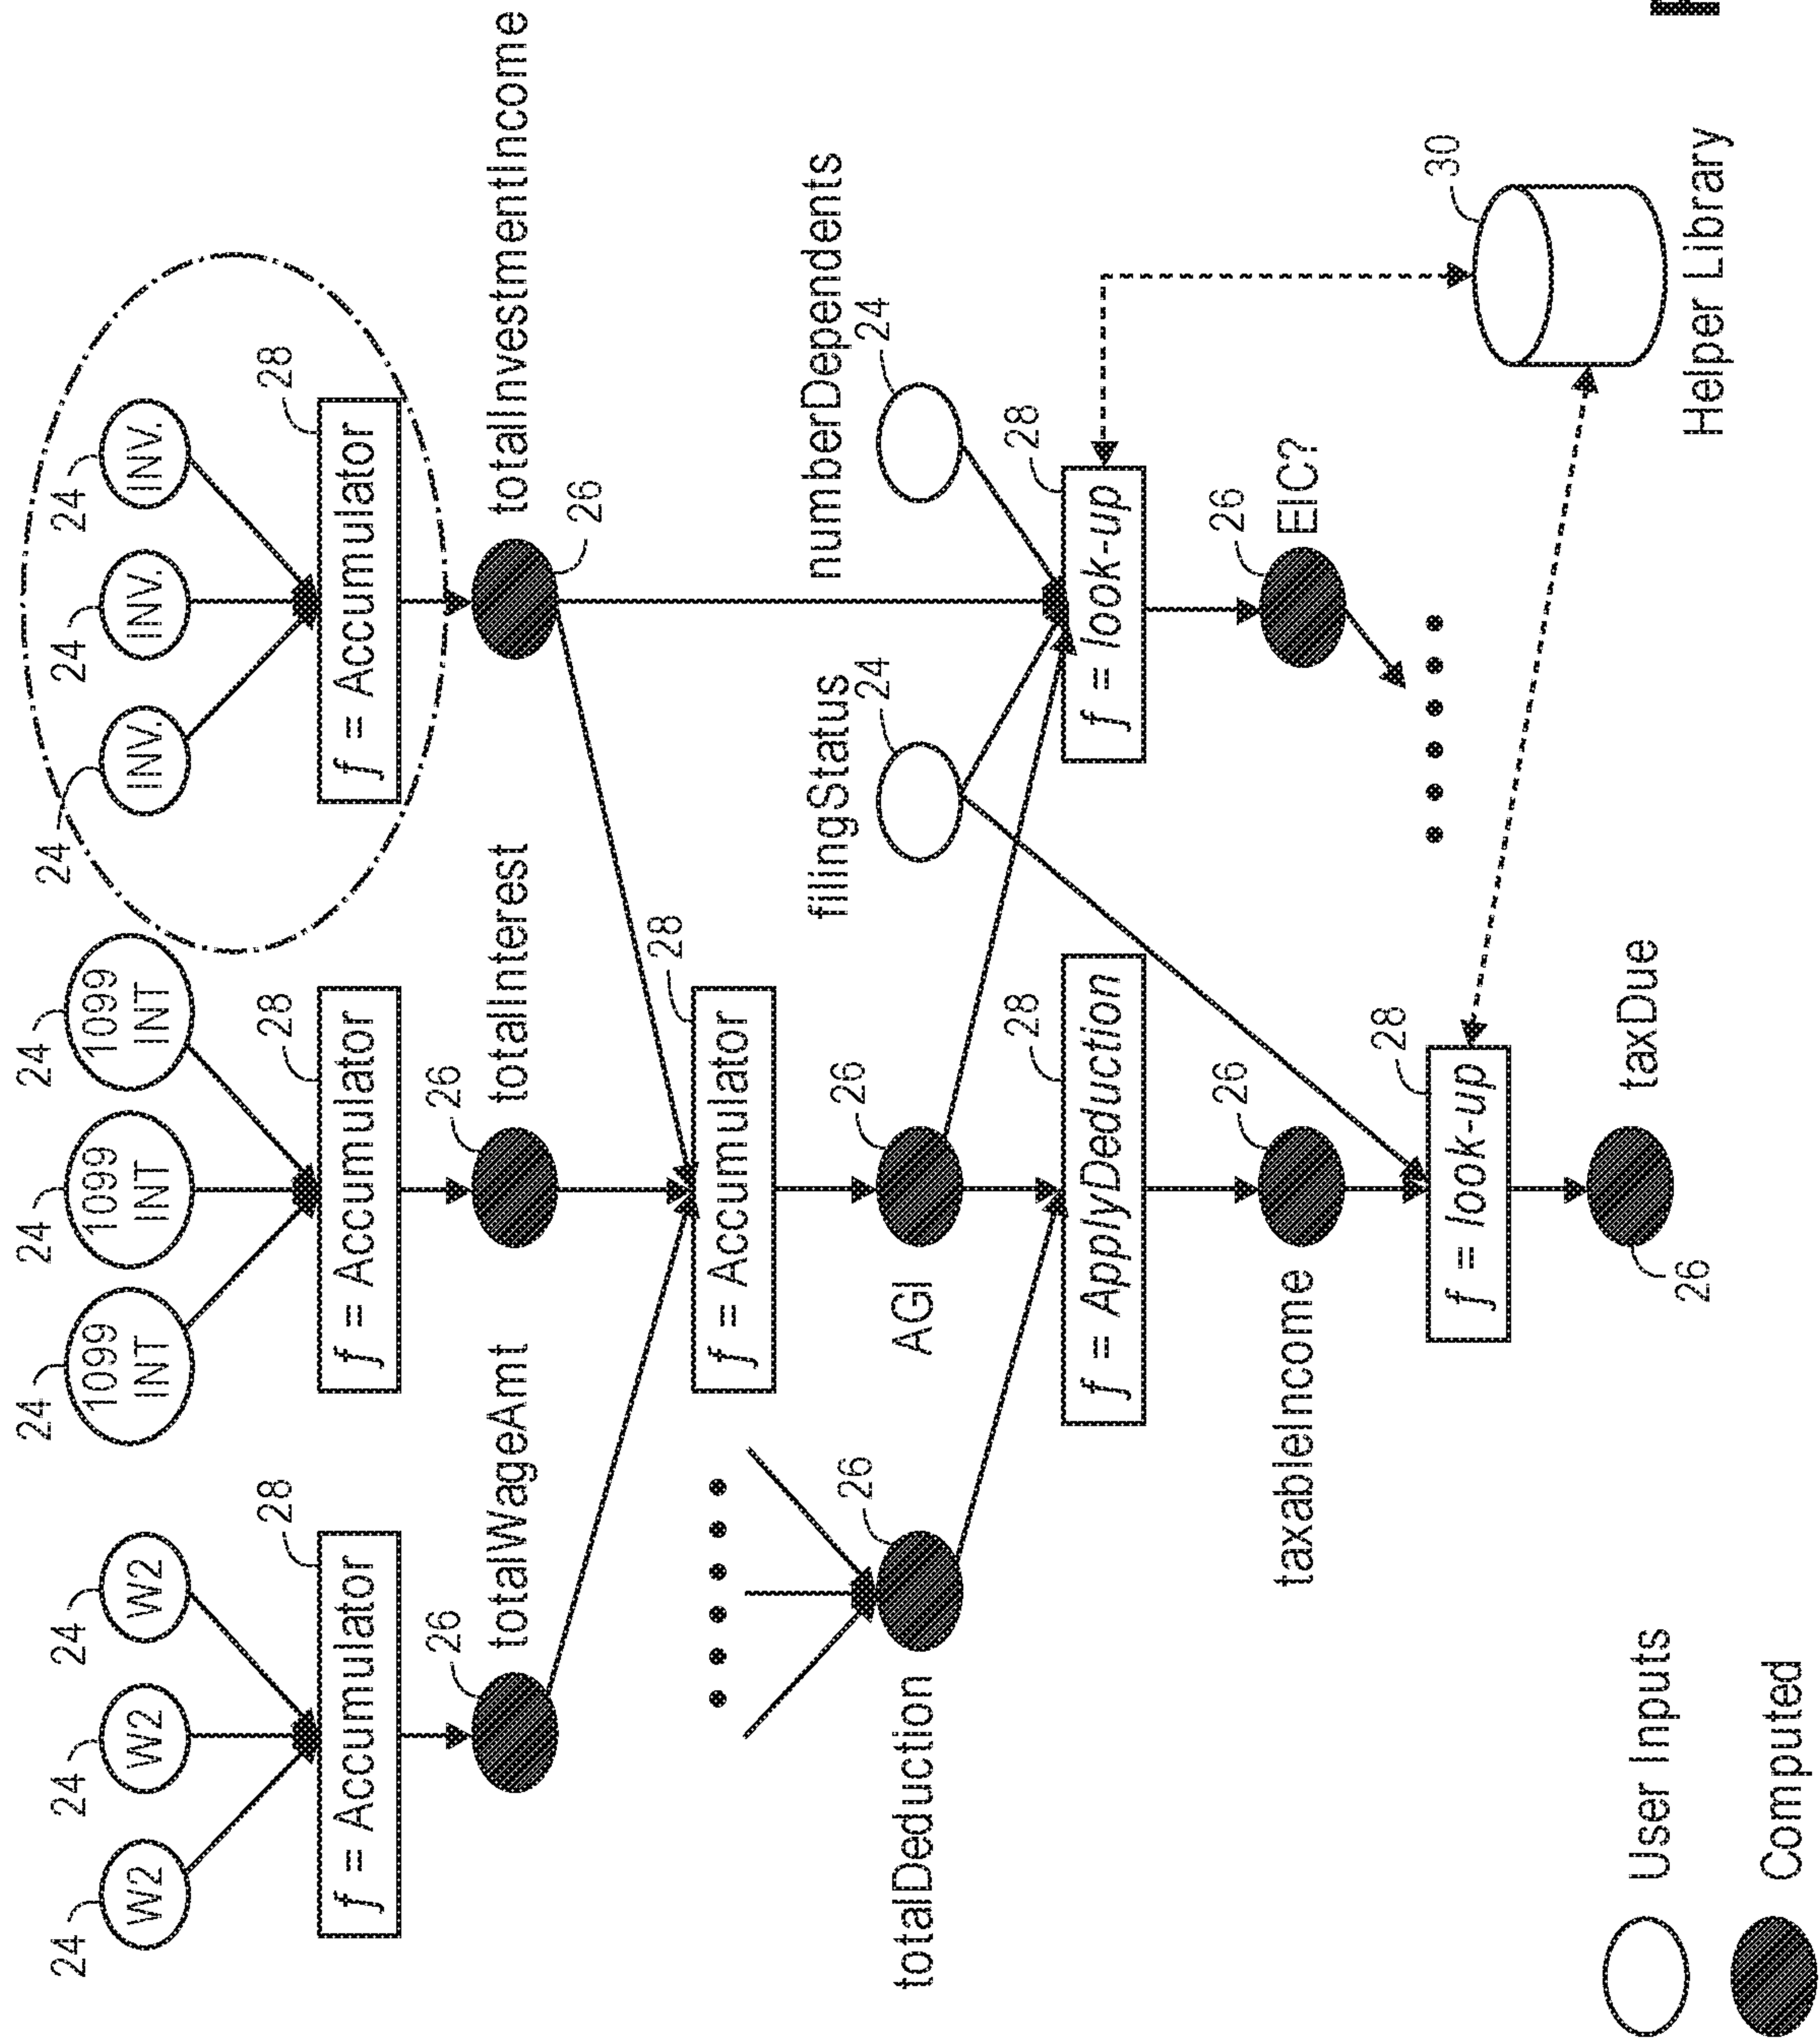 24 24 24 24 24 24 24 24 24
W2 W2 W2
1099
INT
1099
INT
1099
INT
INV. INV. INV.
28 28 28
f = Accumulator
f = Accumulator
f = Accumulator
26 26
totalWageAmt
totalInterest
totalInvestmentIncome
26
28
f = Accumulator
filingStatus
numberDependents
26 26 24 24
totalDeduction
AGI
28 28
f = ApplyDeduction
f = look-up
26 26
taxableIncome
EIC?
28 30
f = look-up
taxDue
26
Helper Library
User Inputs
Computed